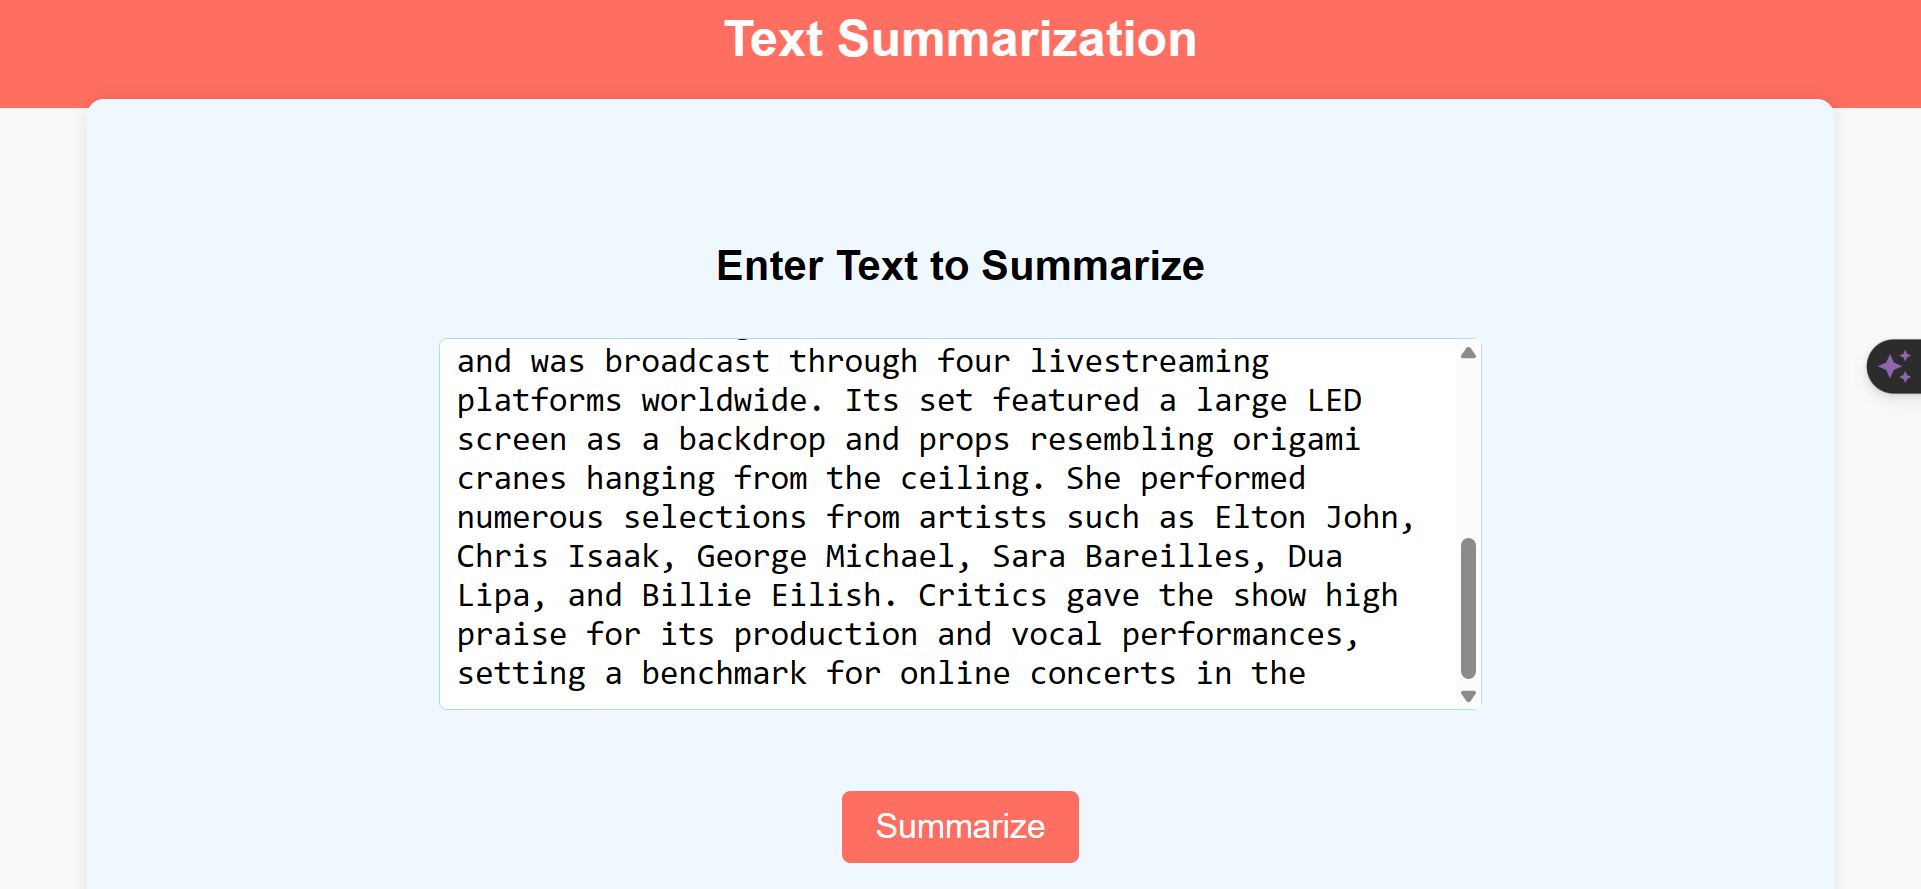 Text Summarization
Enter Text to Summarize
and was broadcast through four livestreaming
platforms worldwide. Its set featured a large LED
screen as a backdrop and props resembling origami
cranes hanging from the ceiling. She performed
numerous selections from artists such as Elton John,
Chris Isaak, George Michael, Sara Bareilles, Dua
Lipa, and Billie Eilish. Critics gave the show high
praise for its production and vocal performances,
setting a benchmark for online concerts in the
Summarize